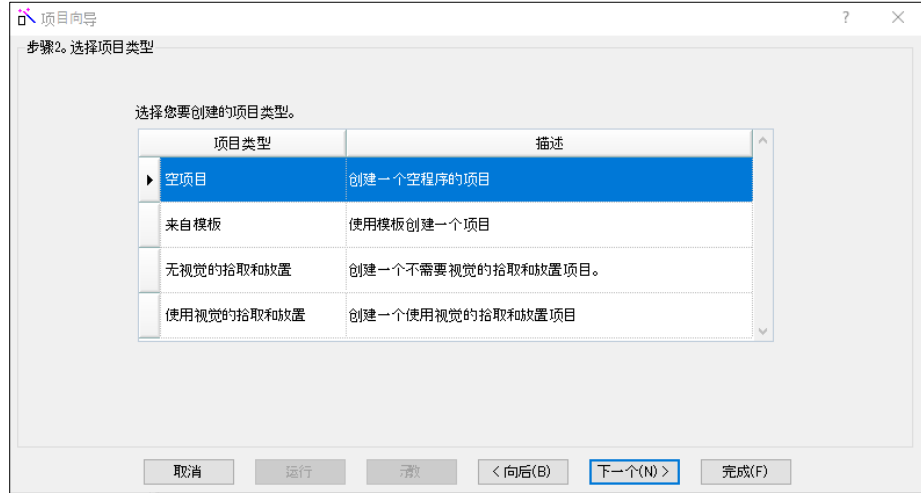 项目向导
步骤2。选择项目类型
选择您要创建的项目类型。
项目类型 描述
空项目 创建一个空程序的项目
来自模板 使用模板创建一个项目
无视觉的拾取和放置 创建一个不需要视觉的拾取和放置项目。
使用视觉的拾取和放置 创建一个使用视觉的拾取和放置项目
取消 运行 示教 < 向后(B) 下一个(N) > 完成(F)